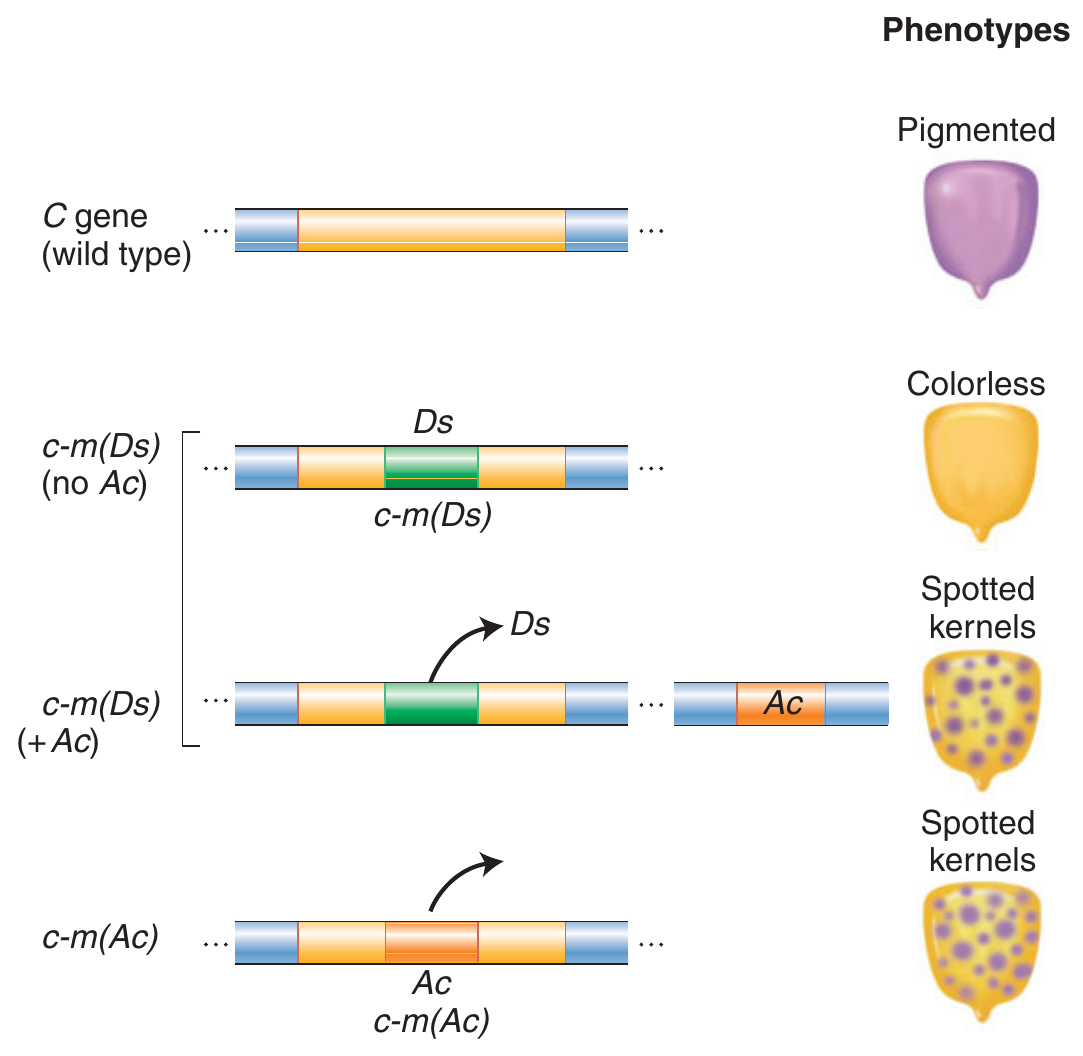 Phenotypes
Pigmented
C gene
(wild type)
...
...
Colorless
Ds
c-m(Ds)
(no Ac)
...
...
c-m(Ds)
Spotted
kernels
Ds
c-m(Ds)
(+ Ac)
...
...
Ac
Spotted
kernels
c-m(Ac)
...
...
Ac
c-m(Ac)